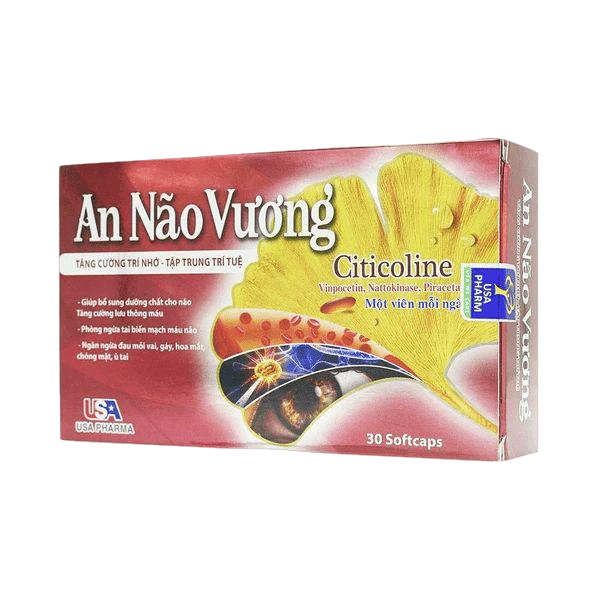 An Não Vương
TĂNG CƯỜNG TRÍ NHỚ - TẬP TRUNG TRÍ TUỆ
Citicoline
Vinpocetin, Nattokinase, Piraceta
Một viên mỗi ngà
- Giúp bổ sung dưỡng chất cho não
Tăng cường lưu thông máu
- Phòng ngừa tai biến mạch máu não
- Ngăn ngừa đau mỏi vai, gáy, hoa mắt,
chóng mặt, ù tai
USA
USA PHARMA
30 Softcaps
USA
PHARM
An Não Vương